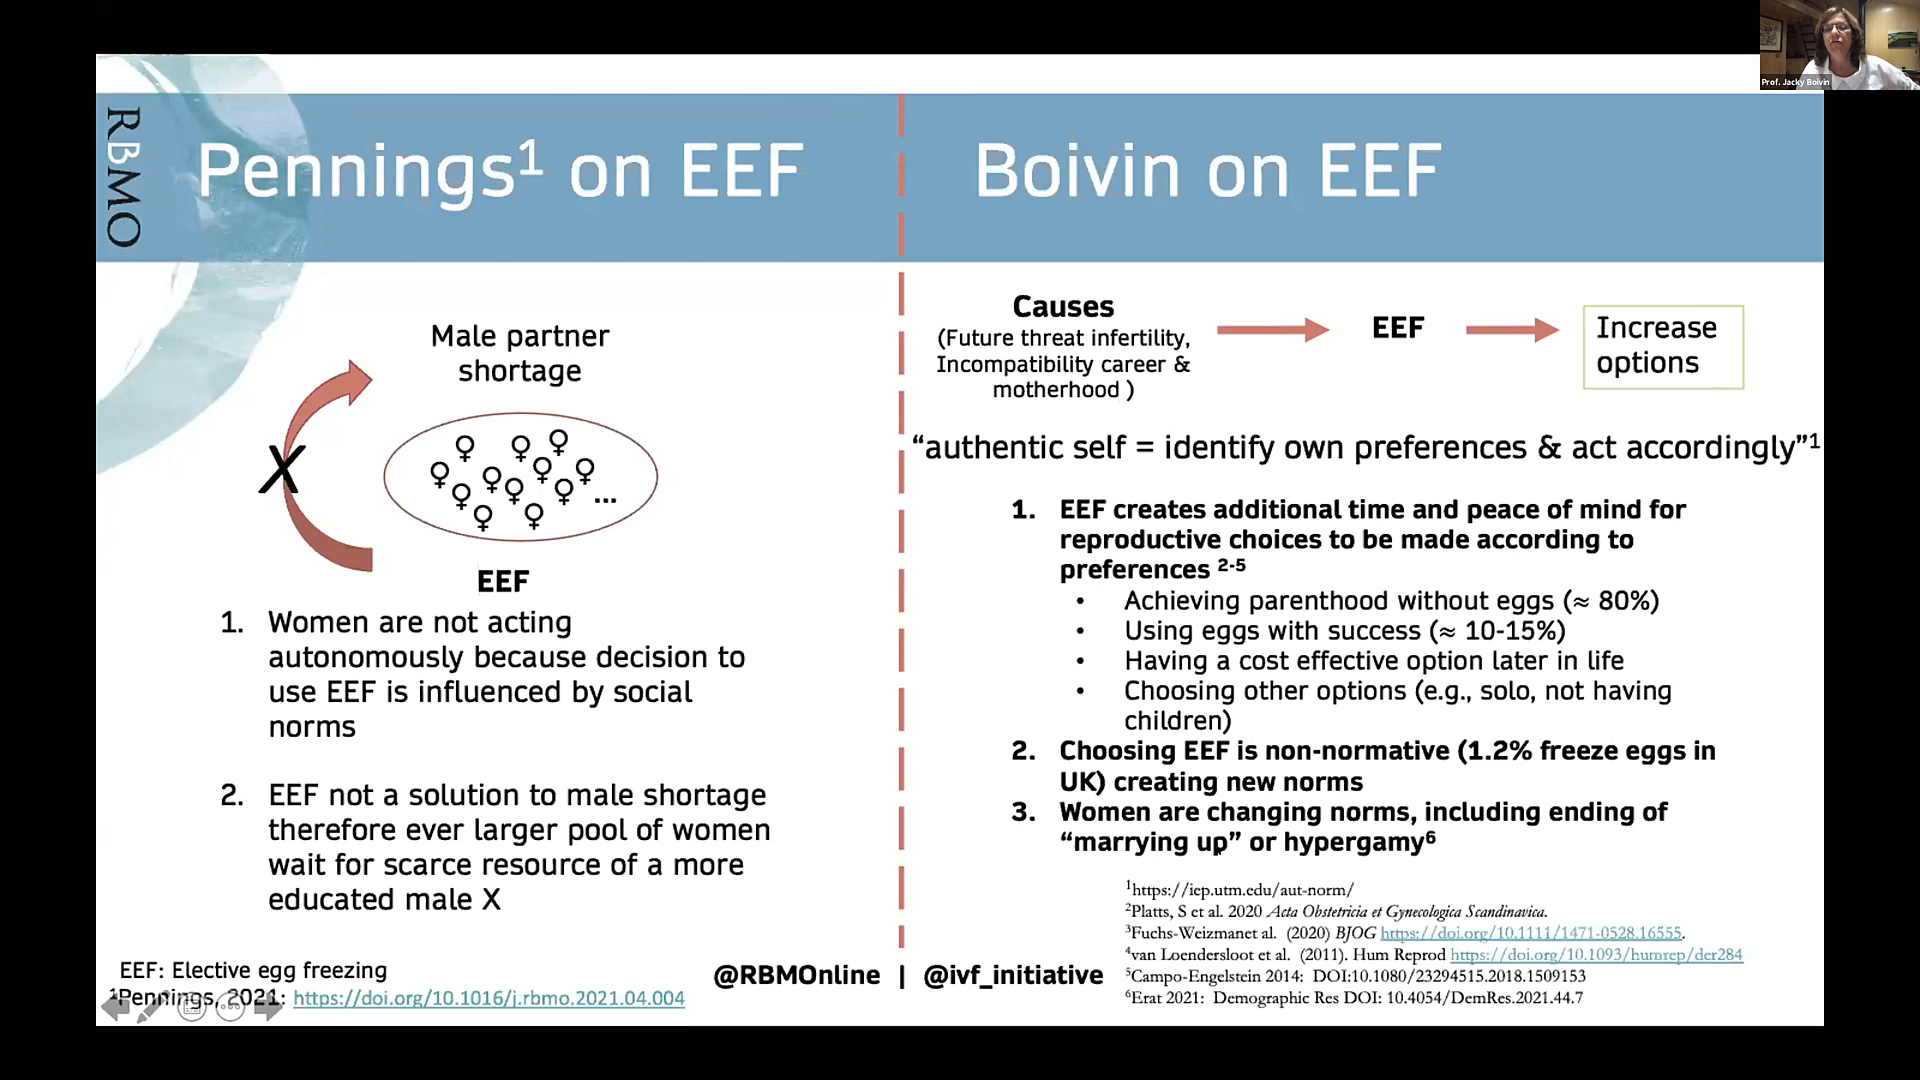 Prof. Jacky Boivin
RBMO
Pennings¹ on EEF
Male partner
shortage
X
♀ ♀ ♀ ♀ ♀ ♀ ♀ ♀ ♀ ♀ ♀ ♀ ...
EEF
1. Women are not acting
autonomously because decision to
use EEF is influenced by social
norms
2. EEF not a solution to male shortage
therefore ever larger pool of women
wait for scarce resource of a more
educated male X
EEF: Elective egg freezing
¹Pennings, 2021: https://doi.org/10.1016/j.rbmo.2021.04.004
@RBMOnline | @ivf_initiative
Boivin on EEF
Causes
(Future threat infertility,
Incompatibility career &
motherhood )
EEF
Increase
options
“authentic self = identify own preferences & act accordingly”¹
1. EEF creates additional time and peace of mind for
reproductive choices to be made according to
preferences ²⁻⁵
• Achieving parenthood without eggs (≈ 80%)
• Using eggs with success (≈ 10-15%)
• Having a cost effective option later in life
• Choosing other options (e.g., solo, not having
children)
2. Choosing EEF is non-normative (1.2% freeze eggs in
UK) creating new norms
3. Women are changing norms, including ending of
“marrying up” or hypergamy⁶
¹https://iep.utm.edu/aut-norm/
²Platts, S et al. 2020 Acta Obstetricia et Gynecologica Scandinavica.
³Fuchs-Weizmanet al. (2020) BJOG https://doi.org/10.1111/1471-0528.16555.
⁴van Loendersloot et al. (2011). Hum Reprod https://doi.org/10.1093/humrep/der284
⁵Campo-Engelstein 2014: DOI:10.1080/23294515.2018.1509153
⁶Erat 2021: Demographic Res DOI: 10.4054/DemRes.2021.44.7